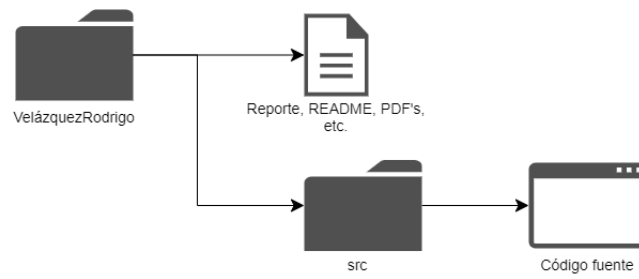 VelázquezRodrigo
Reporte, README, PDF's,
etc.
src
Código fuente